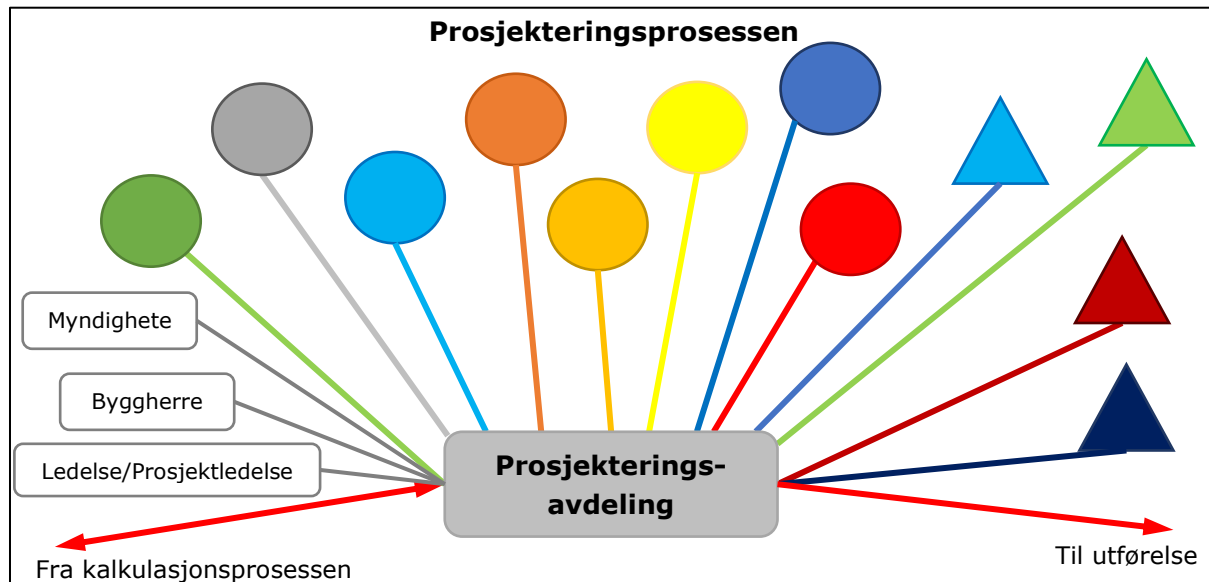 Prosjekteringsprosessen
Myndighete
Byggherre
Ledelse/Prosjektledelse
Prosjekterings-
avdeling
Fra kalkulasjonsprosessen
Til utførelse